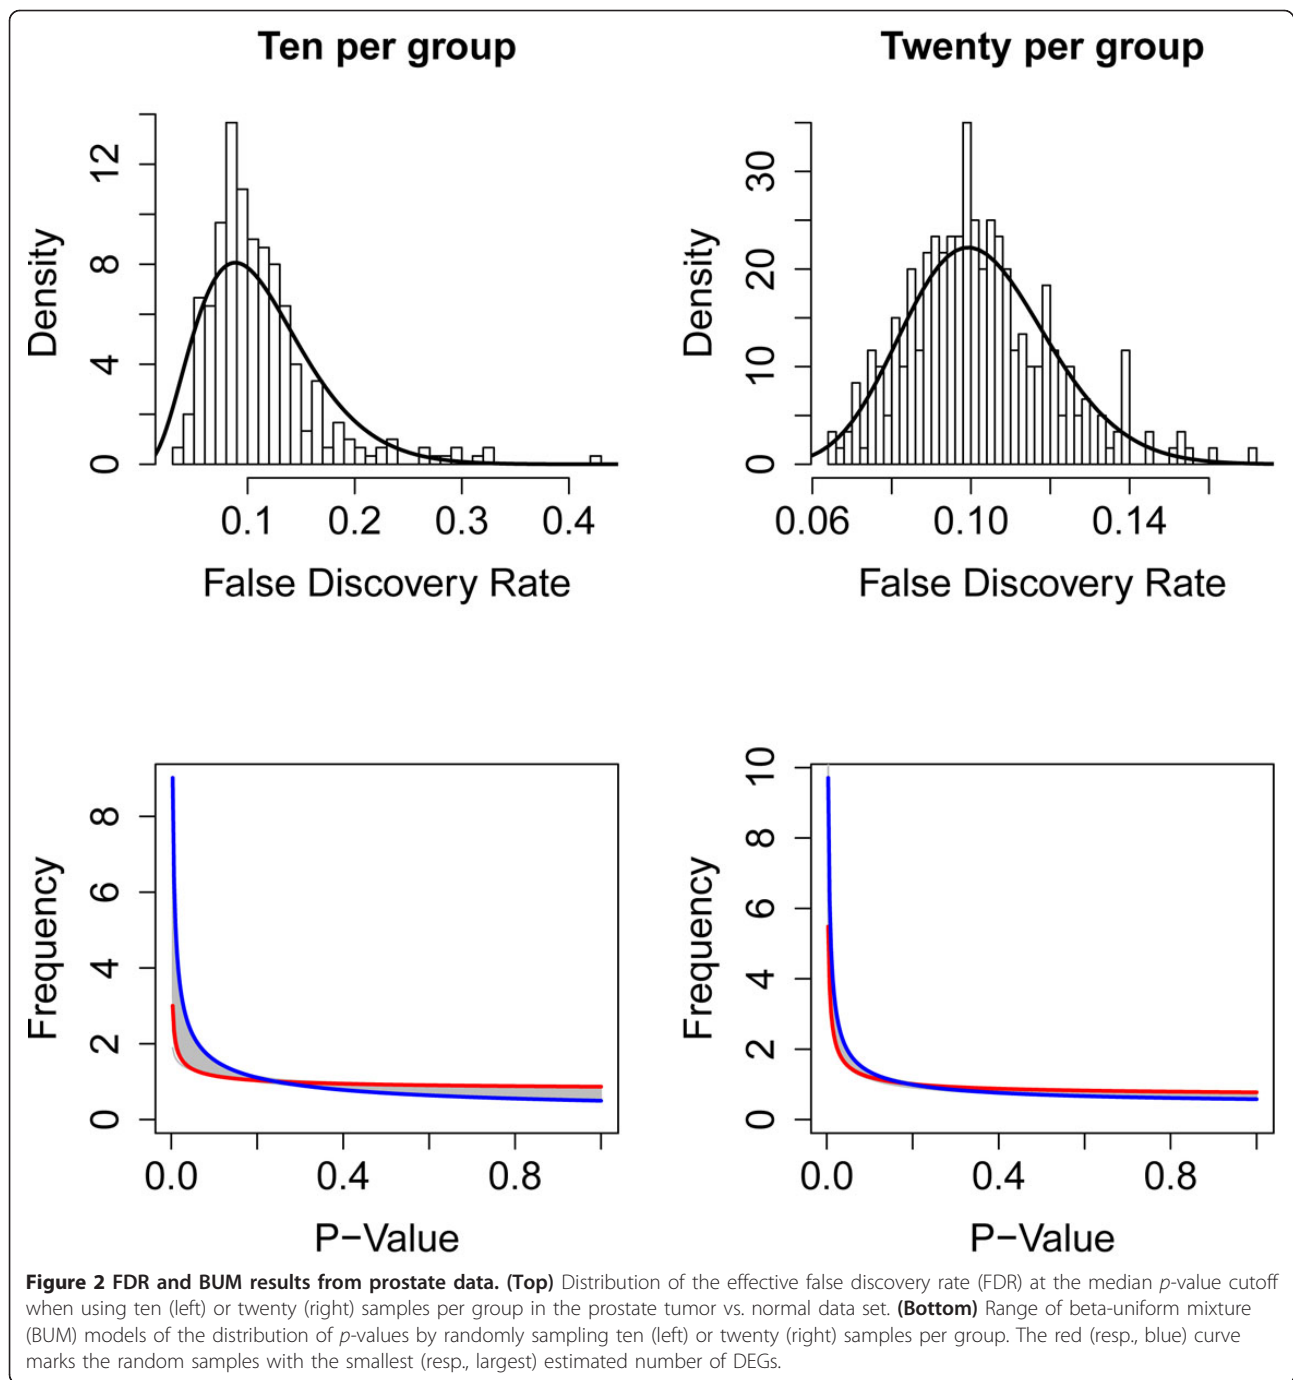 Ten per group
Twenty per group
Density
0 4 8 12
0.1 0.2 0.3 0.4
False Discovery Rate
Density
0 10 20 30
0.06 0.10 0.14
False Discovery Rate
Frequency
0 2 4 6 8
0.0 0.4 0.8
P−Value
Frequency
0 2 4 6 8 10
0.0 0.4 0.8
P−Value
Figure 2 FDR and BUM results from prostate data. (Top) Distribution of the effective false discovery rate (FDR) at the median p-value cutoff
when using ten (left) or twenty (right) samples per group in the prostate tumor vs. normal data set. (Bottom) Range of beta-uniform mixture
(BUM) models of the distribution of p-values by randomly sampling ten (left) or twenty (right) samples per group. The red (resp., blue) curve
marks the random samples with the smallest (resp., largest) estimated number of DEGs.